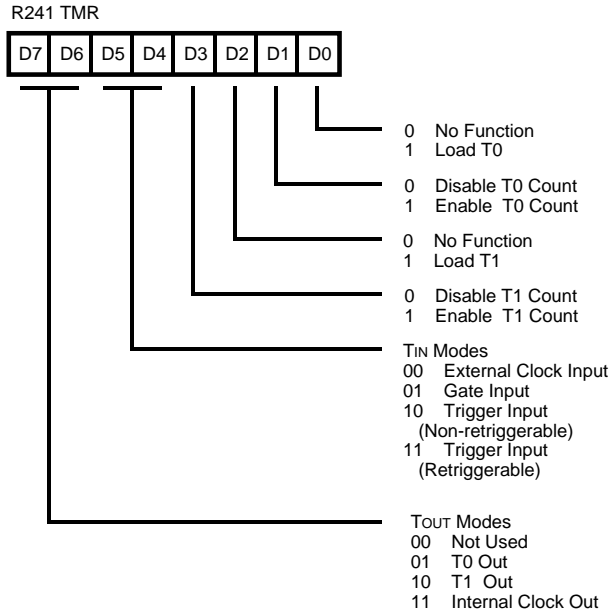 R241 TMR
D7 D6 D5 D4 D3 D2 D1 D0
0 No Function
1 Load T0
0 Disable T0 Count
1 Enable T0 Count
0 No Function
1 Load T1
0 Disable T1 Count
1 Enable T1 Count
TIN Modes
00 External Clock Input
01 Gate Input
10 Trigger Input
(Non-retriggerable)
11 Trigger Input
(Retriggerable)
TOUT Modes
00 Not Used
01 T0 Out
10 T1 Out
11 Internal Clock Out